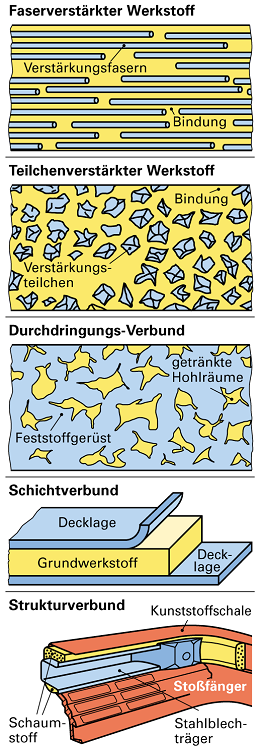 Faserverstärkter Werkstoff
Verstärkungsfasern
Bindung
Teilchenverstärkter Werkstoff
Bindung
Verstärkungs-
teilchen
Durchdringungs-Verbund
getränkte
Hohlräume
Feststoffgerüst
Schichtverbund
Decklage
Grundwerkstoff
Deck-
lage
Strukturverbund
Kunststoffschale
Stoßfänger
Schaum-
stoff
Stahlblech-
träger